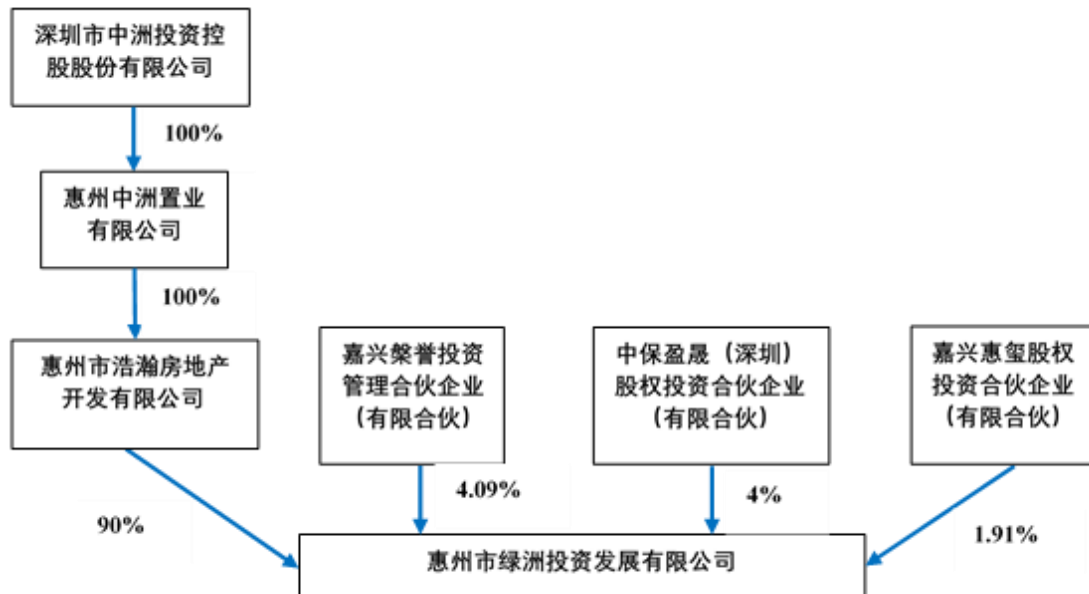 深圳市中洲投资控
股股份有限公司
100%
惠州中洲置业
有限公司
100%
惠州市浩瀚房地产
开发有限公司
嘉兴槃誉投资
管理合伙企业
（有限合伙）
中保盈晟（深圳）
股权投资合伙企业
（有限合伙）
嘉兴惠玺股权
投资合伙企业
（有限合伙）
90%
4.09%
4%
1.91%
惠州市绿洲投资发展有限公司